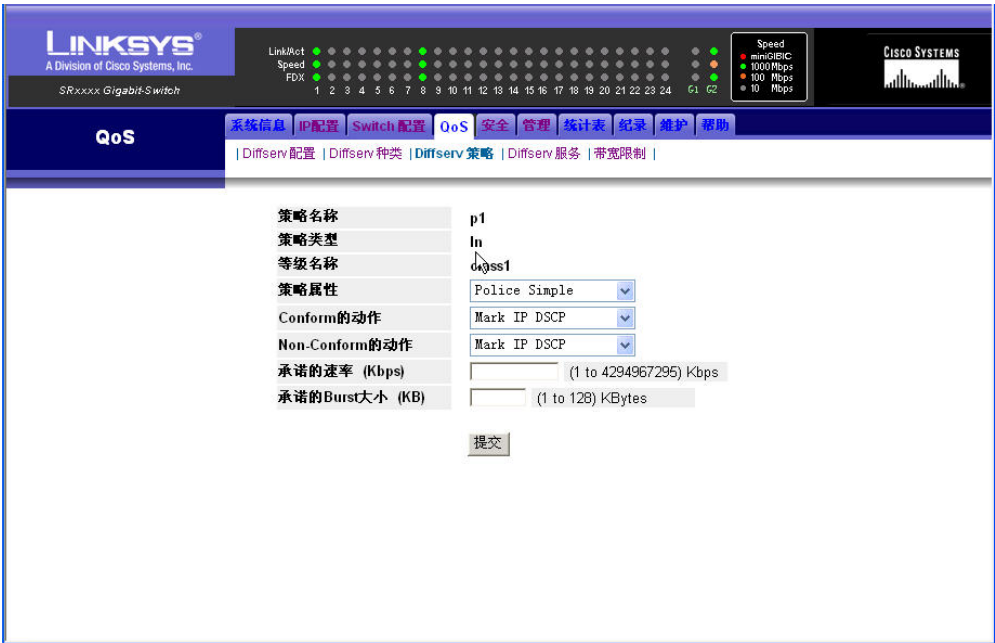 LINKSYS®
A Division of Cisco Systems, Inc.
SRxxxx Gigabit-Switch
Link/Act
Speed
FDX
1 2 3 4 5 6 7 8 9 10 11 12 13 14 15 16 17 18 19 20 21 22 23 24 G1 G2
Speed
miniGIBIC
1000 Mbps
100 Mbps
10 Mbps
CISCO SYSTEMS
QoS
系统信息 IP配置 Switch 配置 QoS 安全 管理 统计表 纪录 维护 帮助
| Diffserv 配置 | Diffserv 种类 | Diffserv 策略 | Diffserv 服务 | 带宽限制 |
策略名称 p1
策略类型 In
等级名称 class1
策略属性 Police Simple
Conform的动作 Mark IP DSCP
Non-Conform的动作 Mark IP DSCP
承诺的速率 (Kbps) (1 to 4294967295) Kbps
承诺的Burst大小 (KB) (1 to 128) KBytes
提交